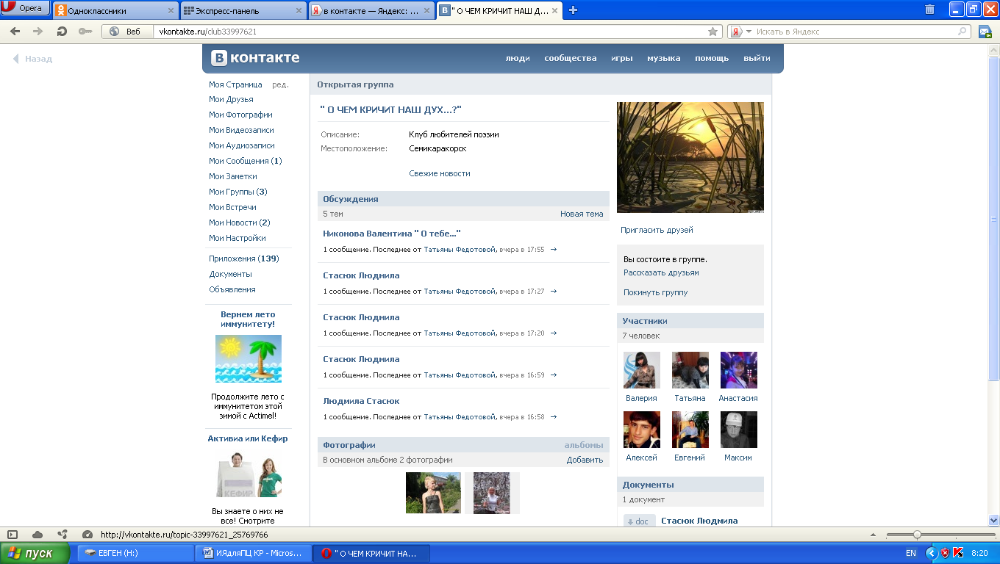 Opera
Одноклассники
Экспресс-панель
в контакте — Яндекс: ...
" О ЧЕМ КРИЧИТ НАШ Д...
Веб
vkontakte.ru/club33997621
Искать в Яндекс
Назад
В контакте
люди
сообщества
игры
музыка
помощь
выйти
Моя Страница
ред.
Мои Друзья
Мои Фотографии
Мои Видеозаписи
Мои Аудиозаписи
Мои Сообщения (1)
Мои Заметки
Мои Группы (3)
Мои Встречи
Мои Новости (2)
Мои Настройки
Приложения (139)
Документы
Объявления
Вернем лето
иммунитету!
Продолжите лето с
иммунитетом этой
зимой с Actimel!
Активиа или Кефир
КЕФИР
Вы знаете о них не
все! Смотрите
Открытая группа
" О ЧЕМ КРИЧИТ НАШ ДУХ...?"
Описание: Клуб любителей поэзии
Местоположение: Семикаракорск
Свежие новости
Обсуждения
5 тем
Новая тема
Никонова Валентина " О тебе..."
1 сообщение. Последнее от Татьяны Федотовой, вчера в 17:55 →
Стасюк Людмила
1 сообщение. Последнее от Татьяны Федотовой, вчера в 17:27 →
Стасюк Людмила
1 сообщение. Последнее от Татьяны Федотовой, вчера в 17:20 →
Стасюк Людмила
1 сообщение. Последнее от Татьяны Федотовой, вчера в 16:59 →
Людмила Стасюк
1 сообщение. Последнее от Татьяны Федотовой, вчера в 16:58 →
Фотографии
альбомы
В основном альбоме 2 фотографии
Добавить
Пригласить друзей
Вы состоите в группе.
Рассказать друзьям
Покинуть группу
Участники
7 человек
Валерия
Татьяна
Анастасия
Алексей
Евгений
Максим
Документы
1 документ
doc
Стасюк Людмила
http://vkontakte.ru/topic-33997621_25769766
пуск
ЕВГЕН (H:)
ИЯдляПЦ КР - Micros...
" О ЧЕМ КРИЧИТ НА...
EN
8:20